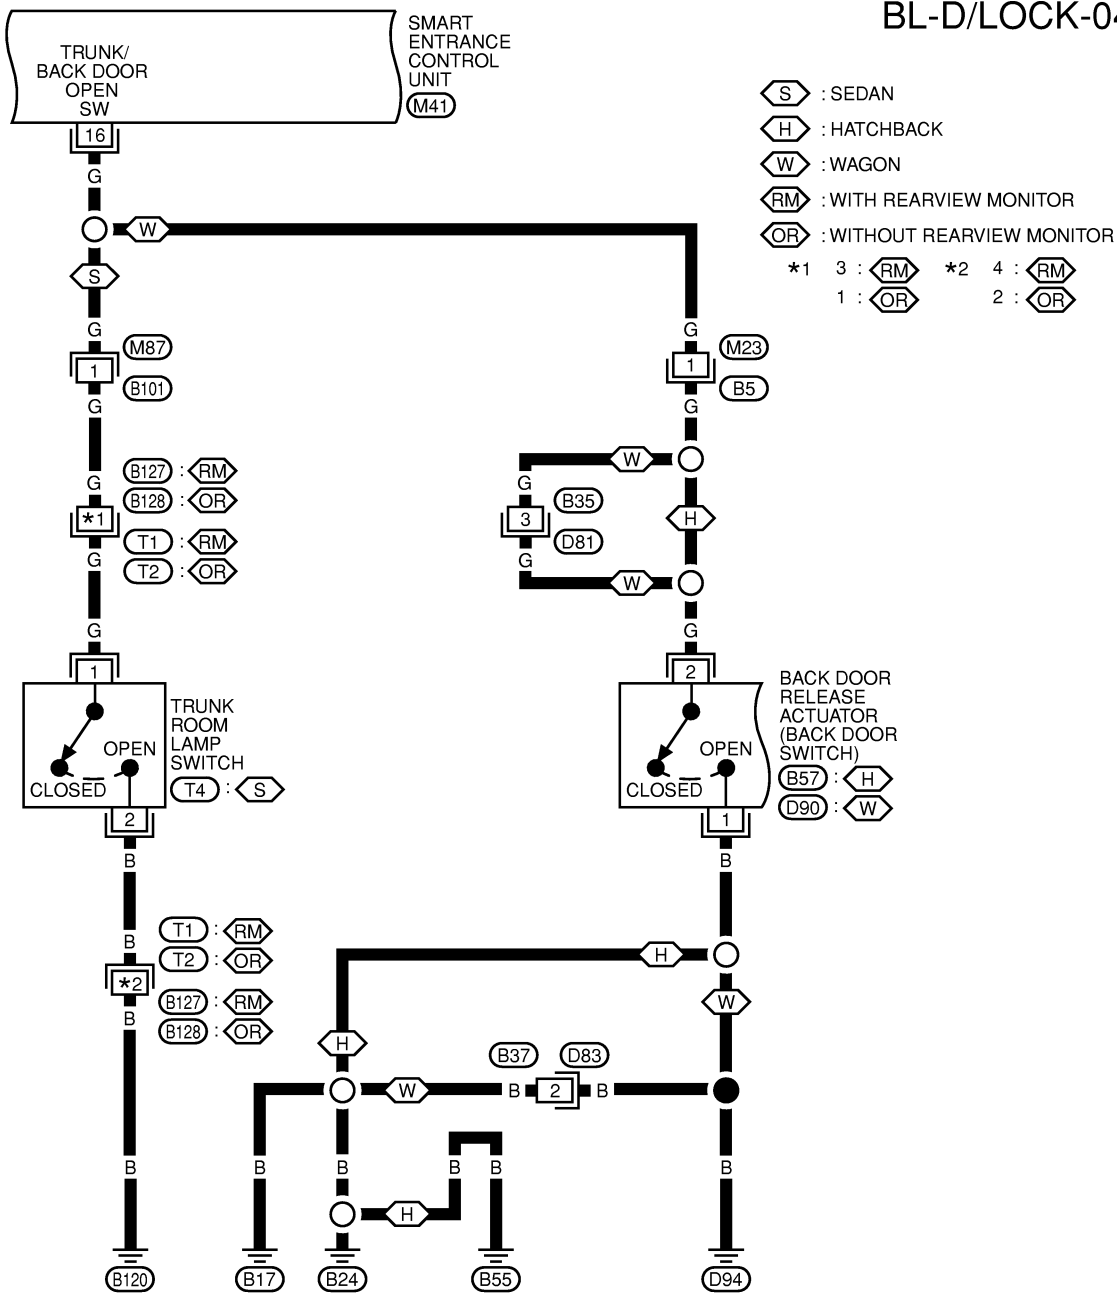 BL-D/LOCK-04
SMART
ENTRANCE
CONTROL
UNIT
M41
TRUNK/
BACK DOOR
OPEN
SW
16
G
S : SEDAN
H : HATCHBACK
W : WAGON
RM : WITH REARVIEW MONITOR
OR : WITHOUT REARVIEW MONITOR
*1 3 : RM *2 4 : RM
1 : OR 2 : OR
W
S
G
G
M87
1
B101
G
M23
1
B5
G
G
B127 : RM
B128 : OR
*1
T1 : RM
T2 : OR
G
G
W
G
B35
3
D81
G
H
W
G
1
TRUNK
ROOM
LAMP
SWITCH
T4 : S
OPEN
CLOSED
2
B
2
BACK DOOR
RELEASE
ACTUATOR
(BACK DOOR
SWITCH)
B57 : H
D90 : W
OPEN
CLOSED
1
B
B
T1 : RM
T2 : OR
*2
B127 : RM
B128 : OR
B
H
W
H
B37
D83
W
B
2
B
B
B
B
B
B
B
H
B120
B17
B24
B55
D94